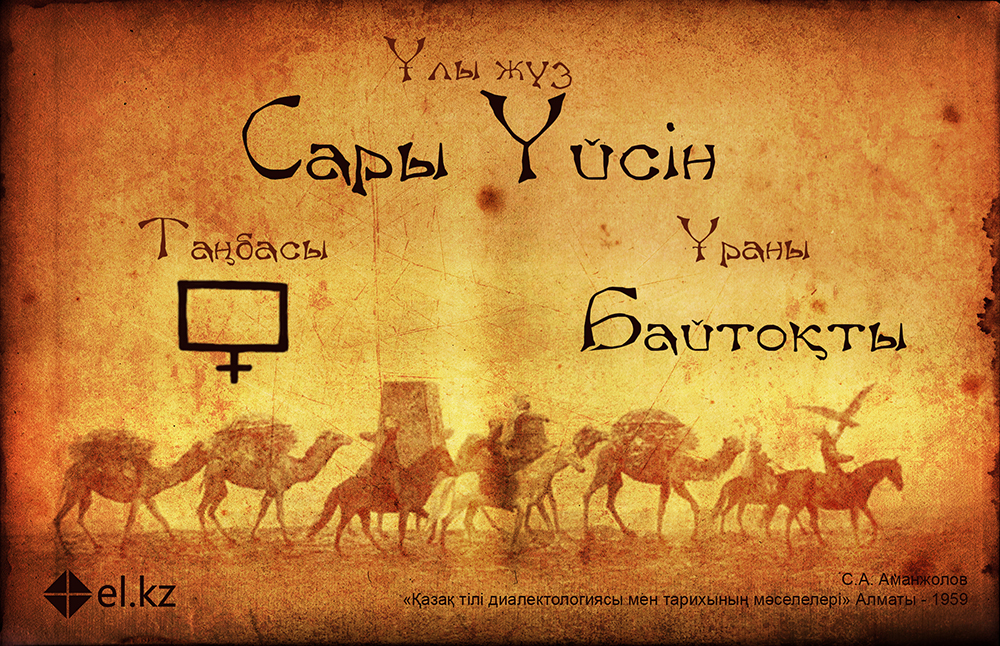 Ұлы жүз
Сары Үйсін
Таңбасы
Ұраны
Байтоқты
el.kz
С.А. Аманжолов
«Қазақ тілі диалектологиясы мен тарихының мәселелері» Алматы - 1959